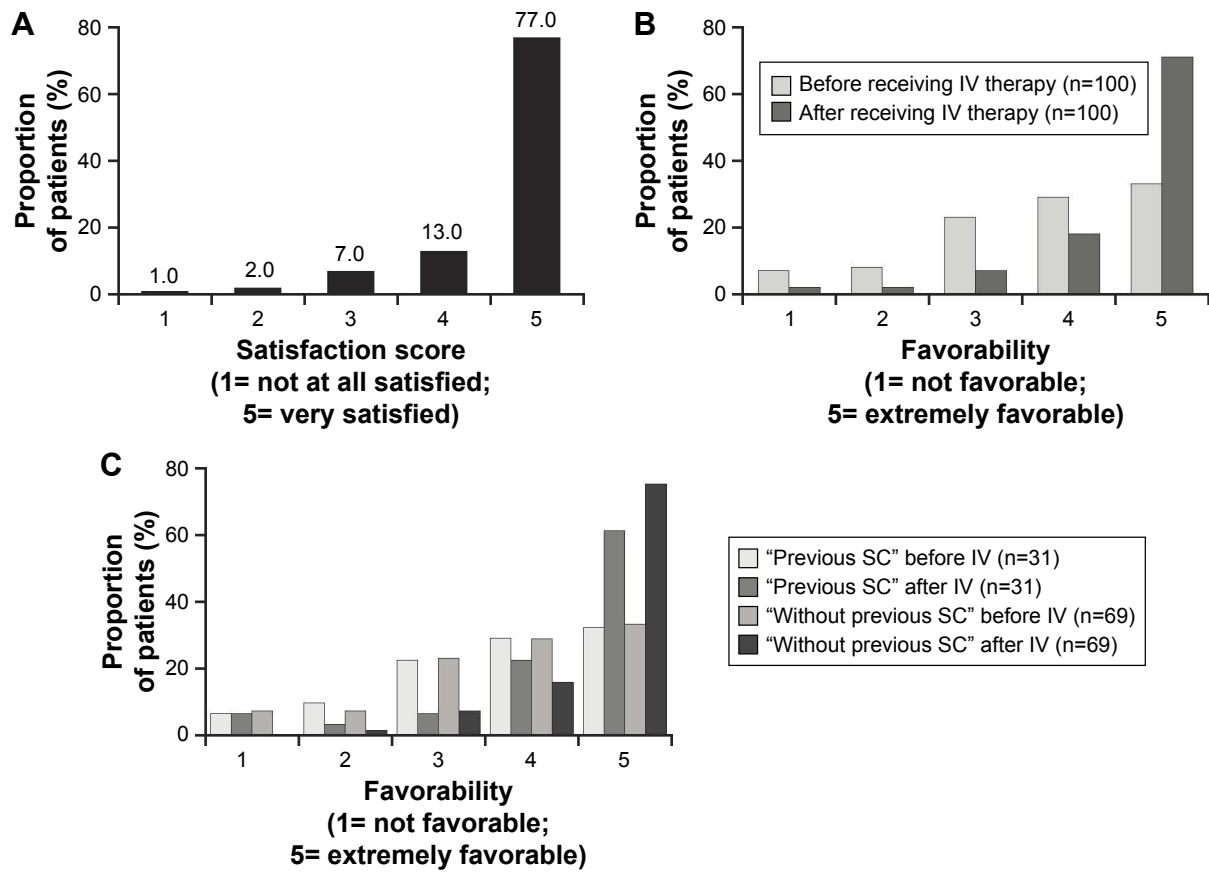 A
Proportion
of patients (%)
80
60
40
20
0
1.0
2.0
7.0
13.0
77.0
1 2 3 4 5
Satisfaction score
(1= not at all satisfied;
5= very satisfied)
B
Proportion
of patients (%)
80
60
40
20
0
Before receiving IV therapy (n=100)
After receiving IV therapy (n=100)
1 2 3 4 5
Favorability
(1= not favorable;
5= extremely favorable)
C
Proportion
of patients (%)
80
60
40
20
0
1 2 3 4 5
Favorability
(1= not favorable;
5= extremely favorable)
“Previous SC” before IV (n=31)
“Previous SC” after IV (n=31)
“Without previous SC” before IV (n=69)
“Without previous SC” after IV (n=69)